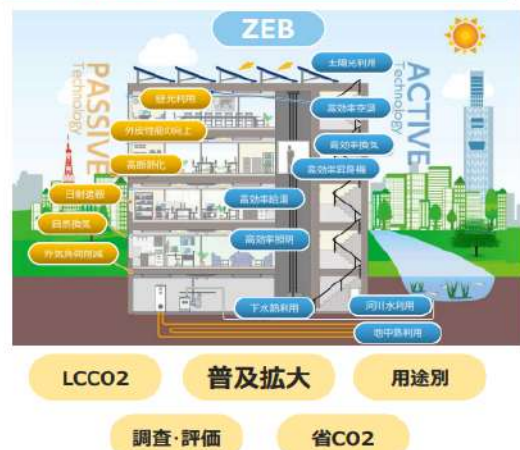 ZEB
PASSIVE
Technology
ACTIVE
Technology
太陽光利用
昼光利用
高効率空調
外皮性能の向上
高効率換気
高断熱化
高効率昇降機
日射遮蔽
高効率給湯
自然換気
高効率照明
外気負荷削減
下水熱利用
河川水利用
地中熱利用
LCCO2
普及拡大
用途別
調査・評価
省CO2